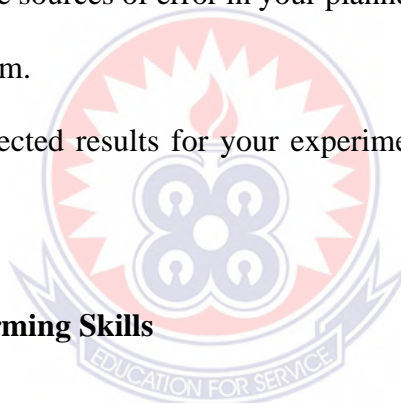 sources of error in your planne
m.
ected results for your experime
rming Skills
EDUCATION FOR SERVICE